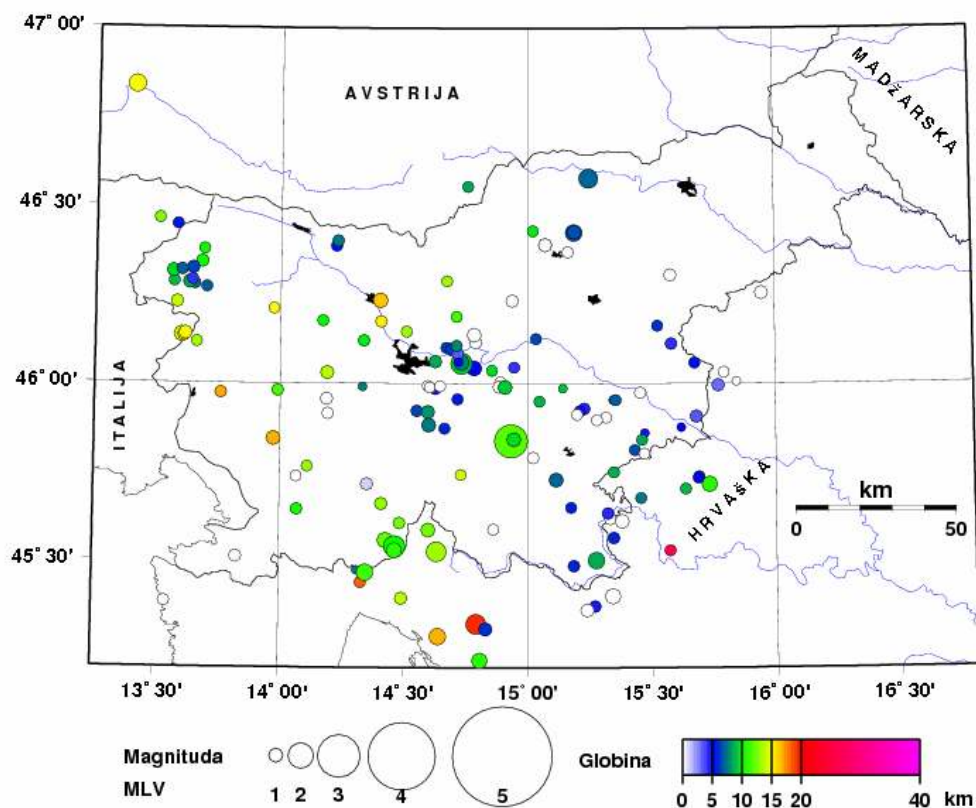 47° 00'
AVSTRIJA
MADžARSKA
46° 30'
46° 00'
ITALIJA
HRVAšKA
km
0 50
45° 30'
13° 30' 14° 00' 14° 30' 15° 00' 15° 30' 16° 00' 16° 30'
Magnituda
MLV
1 2 3 4 5
Globina
0 5 10 15 20 40 km